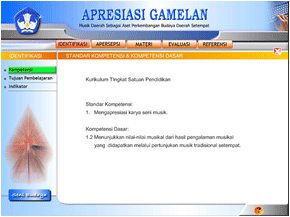 APRESIASI GAMELAN
Musik Daerah Sebagai Aset Perkembangan Budaya Daerah Setempat
IDENTIFIKASI APERSEPSI MATERI EVALUASI REFERENSI
IDENTIFIKASI
STANDAR KOMPETENSI & KOMPETENSI DASAR
Kompetensi
Tujuan Pembelajaran
Indikator
Kurikulum Tingkat Satuan Pendidikan
Standar Kompetensi:
1. Mengapresiasi karya seni musik.
Kompetensi Dasar:
1.2 Menunjukkan nilai-nilai musikal dari hasil pengalaman musikal
yang didapatkan melalui pertunjukan musik tradisional setempat.